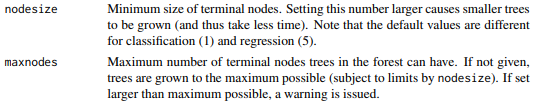 nodesize Minimum size of terminal nodes. Setting this number larger causes smaller trees
to be grown (and thus take less time). Note that the default values are different
for classification (1) and regression (5).
maxnodes Maximum number of terminal nodes trees in the forest can have. If not given,
trees are grown to the maximum possible (subject to limits by nodesize). If set
larger than maximum possible, a warning is issued.